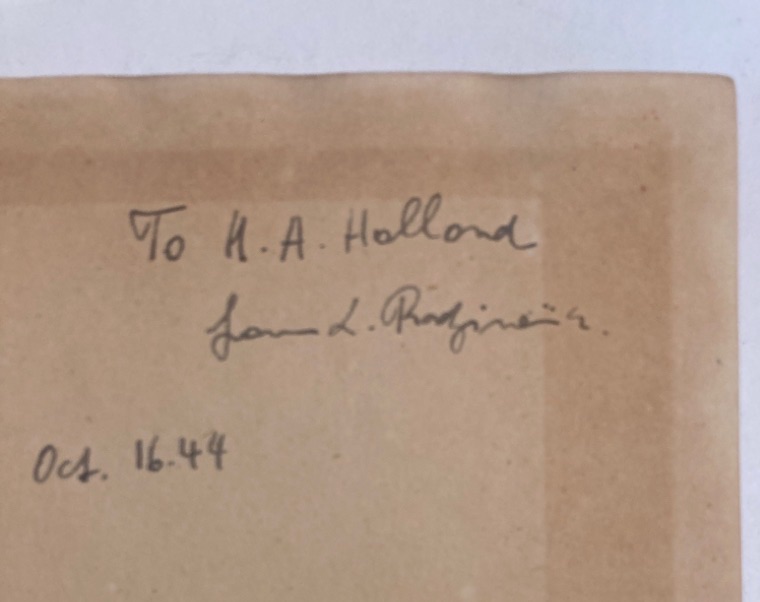 To H. A. Holland
L.
Oct. 16.44